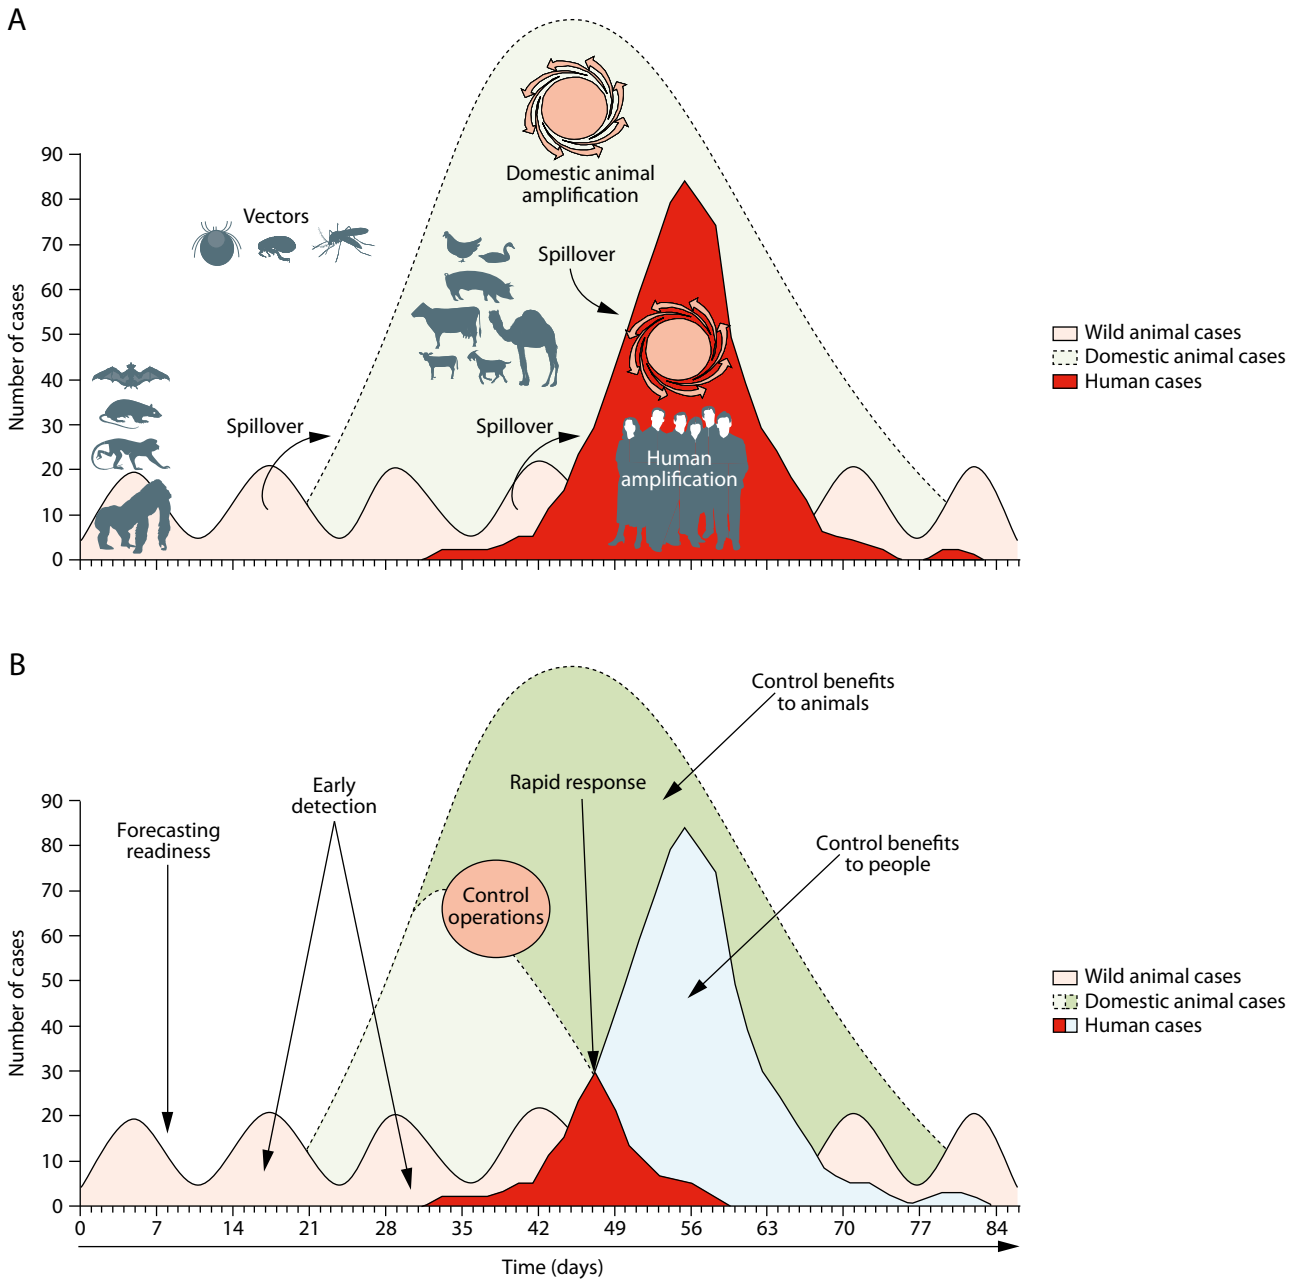 A
Number of cases
90
80
70
60
50
40
30
20
10
0
Vectors
Spillover
Domestic animal
amplification
Spillover
Spillover
Human
amplification
Wild animal cases
Domestic animal cases
Human cases
B
Number of cases
90
80
70
60
50
40
30
20
10
0
Forecasting
readiness
Early
detection
Control
operations
Rapid response
Control benefits
to animals
Control benefits
to people
Wild animal cases
Domestic animal cases
Human cases
0 7 14 21 28 35 42 49 56 63 70 77 84
Time (days)